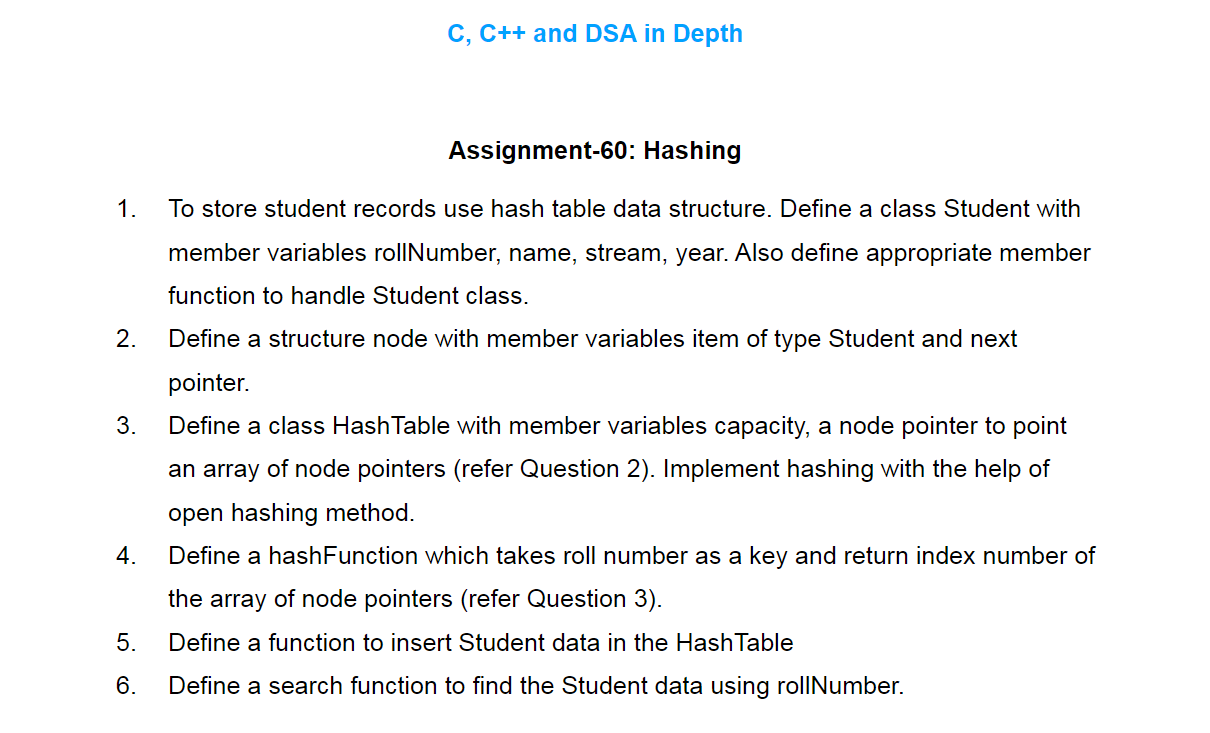 C, C++ and DSA in Depth
Assignment-60: Hashing
1. To store student records use hash table data structure. Define a class Student with
member variables rollNumber, name, stream, year. Also define appropriate member
function to handle Student class.
2. Define a structure node with member variables item of type Student and next
pointer.
3. Define a class HashTable with member variables capacity, a node pointer to point
an array of node pointers (refer Question 2). Implement hashing with the help of
open hashing method.
4. Define a hashFunction which takes roll number as a key and return index number of
the array of node pointers (refer Question 3).
5. Define a function to insert Student data in the HashTable
6. Define a search function to find the Student data using rollNumber.